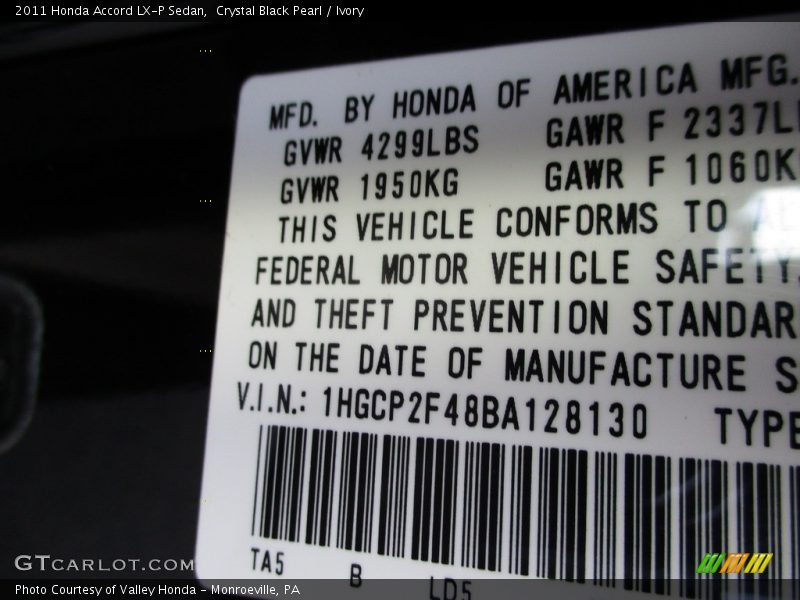 2011 Honda Accord LX-P Sedan, Crystal Black Pearl / Ivory
MFD. BY HONDA OF AMERICA MFG.
GVWR 4299LBS GAWR F 2337L
GVWR 1950KG GAWR F 1060K
THIS VEHICLE CONFORMS TO
FEDERAL MOTOR VEHICLE SAFETY
AND THEFT PREVENTION STANDAR
ON THE DATE OF MANUFACTURE S
V.I.N.: 1HGCP2F48BA128130 TYPE
TA5 B LD5
GTCARLOT.COM
Photo Courtesy of Valley Honda - Monroeville, PA